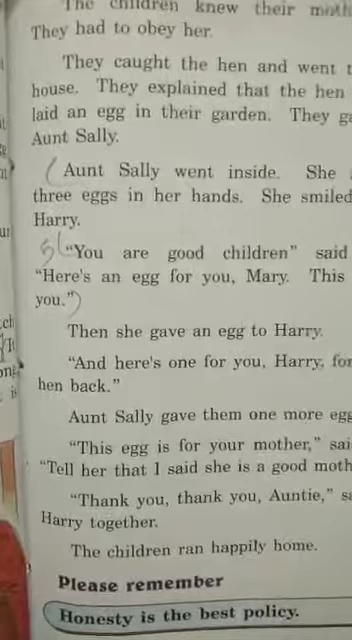 The children knew their
They had to obey her.
They caught the hen and went
house. They explained that the hen
laid an egg in their garden. They
Aunt Sally.
Aunt Sally went inside. She
three eggs in her hands. She smiled
Harry.
"You are good children" said
"Here's an egg for you, Mary. This
you."
Then she gave an egg to Harry.
"And here's one for you, Harry, for
hen back."
Aunt Sally gave them one more egg
"This egg is for your mother,"
"Tell her that I said she is a good
"Thank you, thank you, Auntie,"
Harry together.
The children ran happily home.
Please remember
Honesty is the best policy.